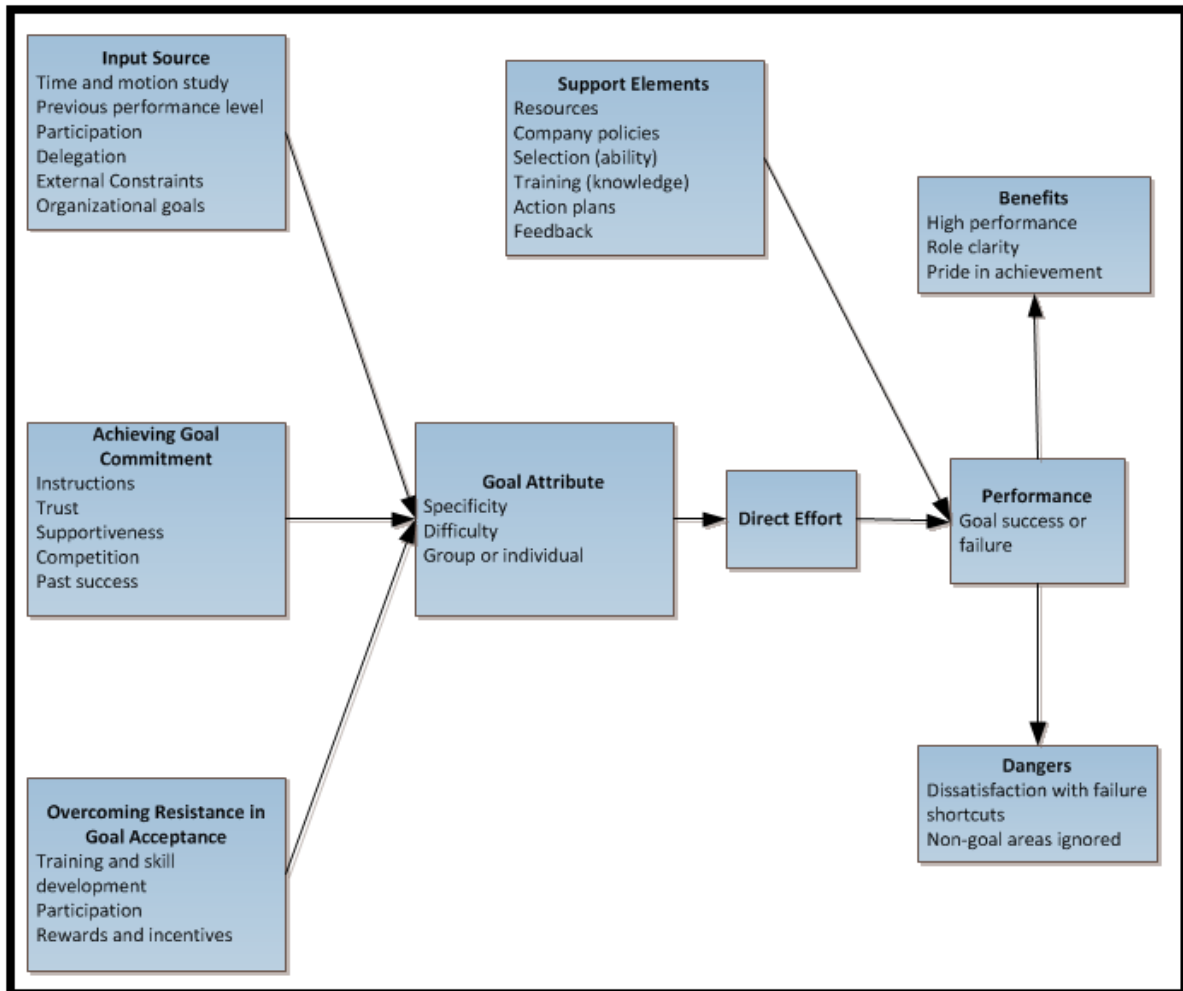 Input Source
Time and motion study
Previous performance level
Participation
Delegation
External Constraints
Organizational goals
Support Elements
Resources
Company policies
Selection (ability)
Training (knowledge)
Action plans
Feedback
Benefits
High performance
Role clarity
Pride in achievement
Achieving Goal
Commitment
Instructions
Trust
Supportiveness
Competition
Past success
Goal Attribute
Specificity
Difficulty
Group or individual
Direct Effort
Performance
Goal success or
failure
Overcoming Resistance in
Goal Acceptance
Training and skill
development
Participation
Rewards and incentives
Dangers
Dissatisfaction with failure
shortcuts
Non-goal areas ignored